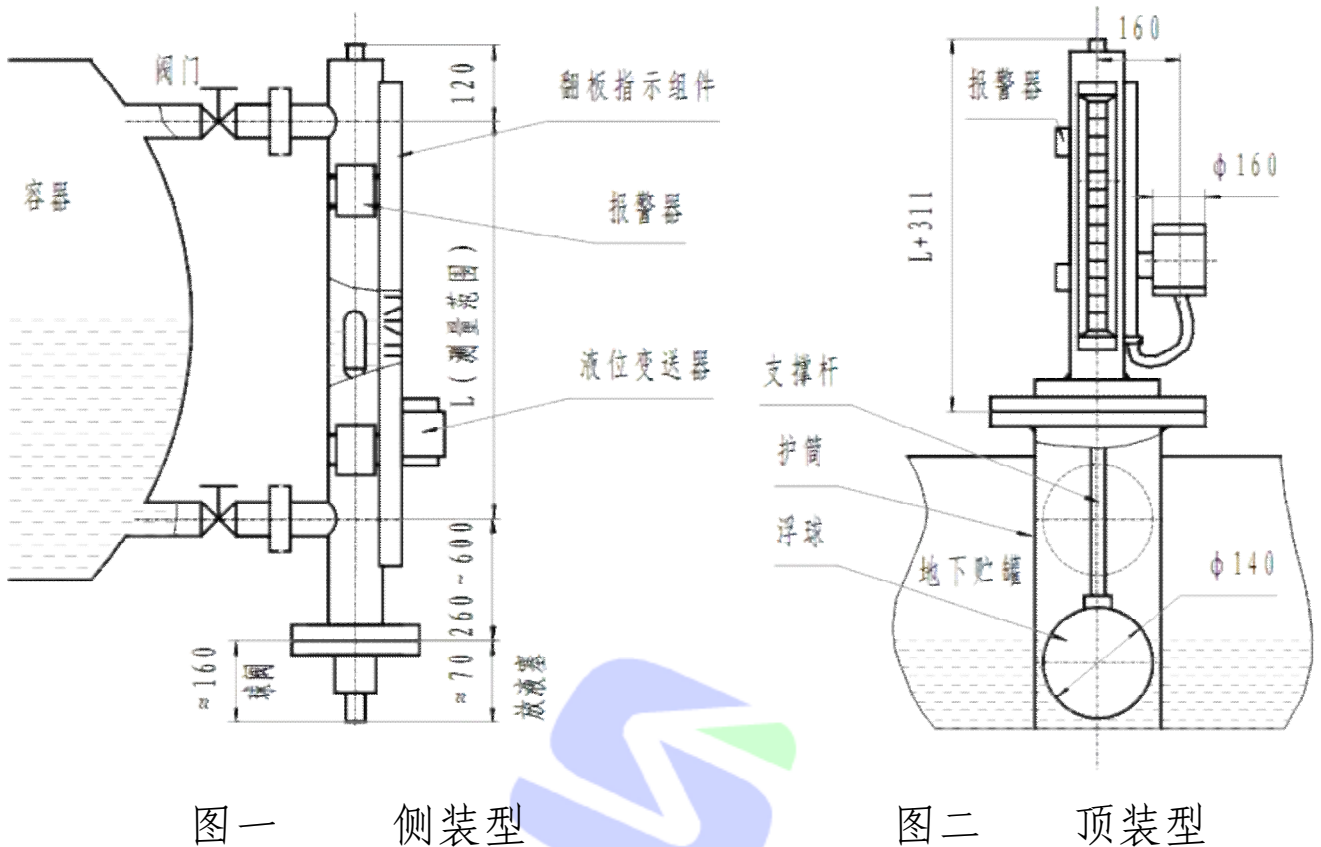 阀门
容器
120
翻板指示组件
报警器
L(测量范围)
液位变送器
260~600
≈160
球阀
≈70
放液塞
图一 侧装型
160
报警器
ф160
L+311
支撑杆
护筒
浮球
地下贮罐
ф140
图二 顶装型